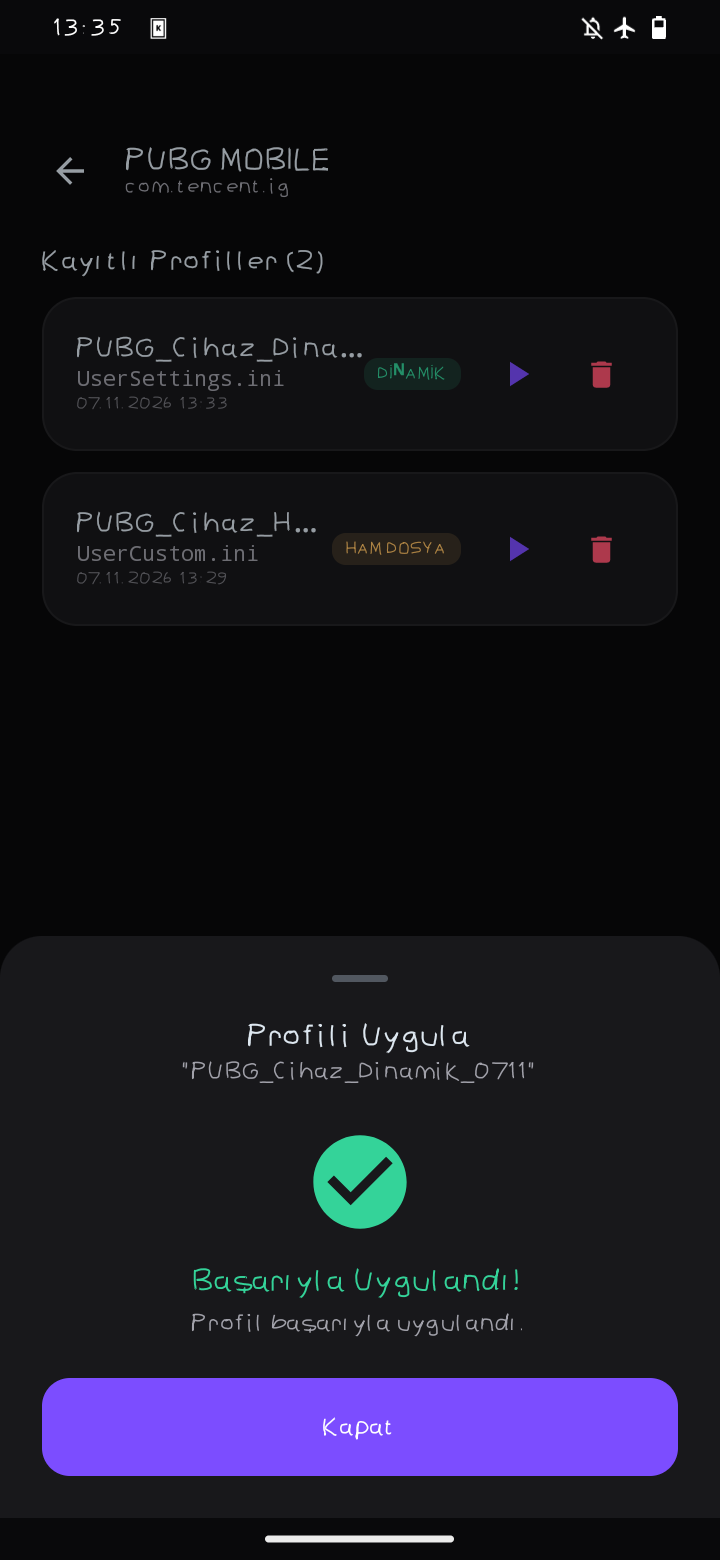 13:35
PUBG MOBILE
com.tencent.ig
Kayıtlı Profiller (2)
PUBG_Cihaz_Dina...
UserSettings.ini
07.11.2026 13:33
DİNAMİK
PUBG_Cihaz_H...
UserCustom.ini
07.11.2026 13:29
HAM DOSYA
Profili Uygula
"PUBG_Cihaz_Dinamik_0711"
Başarıyla Uygulandı!
Profil başarıyla uygulandı.
Kapat